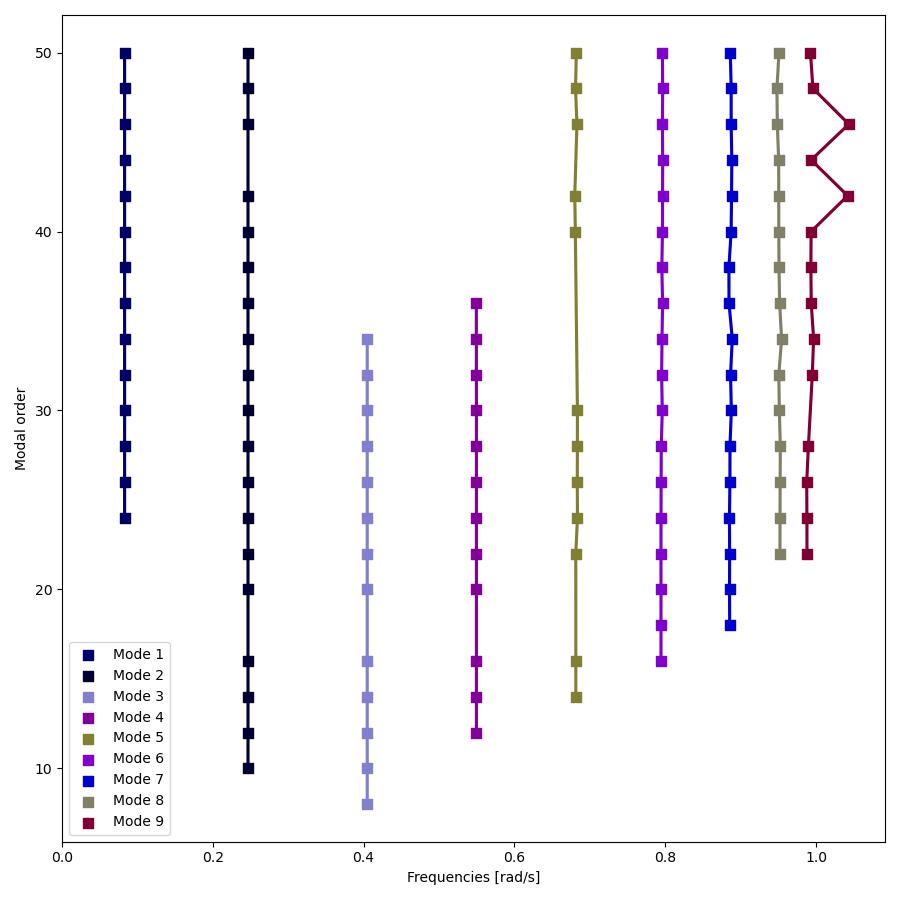 50
40
30
20
10
Modal order
Mode 1
Mode 2
Mode 3
Mode 4
Mode 5
Mode 6
Mode 7
Mode 8
Mode 9
0.0 0.2 0.4 0.6 0.8 1.0
Frequencies [rad/s]